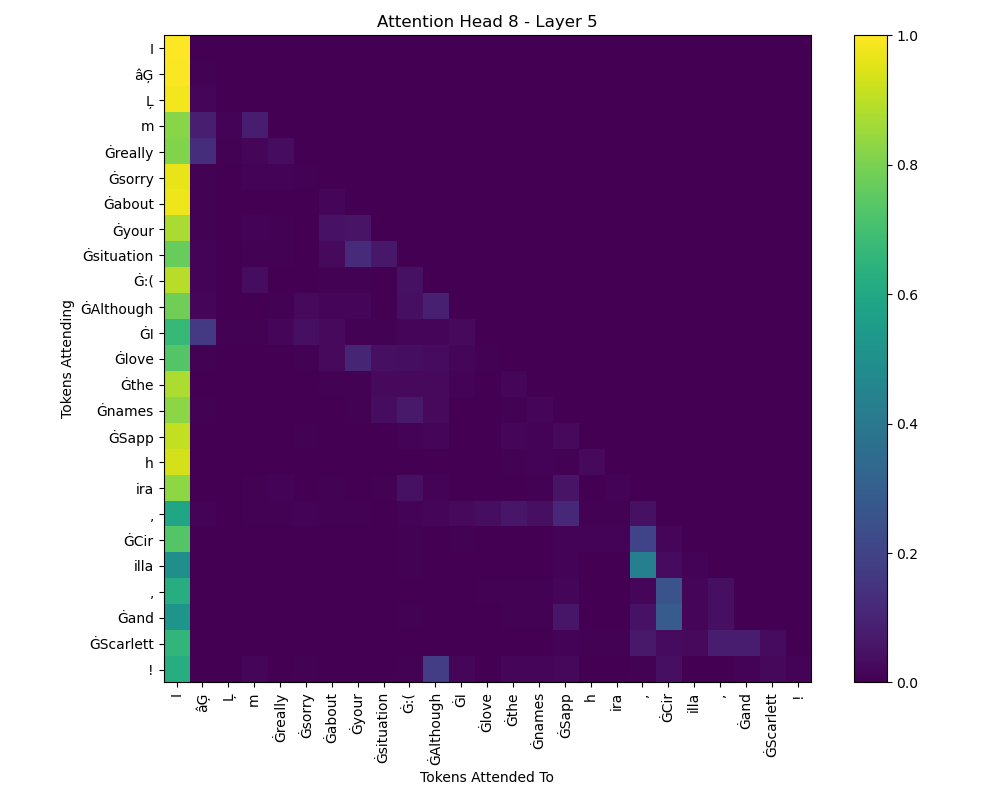 Attention Head 8 - Layer 5
Tokens Attending
I
âĢ
Ļ
m
Ġreally
Ġsorry
Ġabout
Ġyour
Ġsituation
Ġ:(
ĠAlthough
ĠI
Ġlove
Ġthe
Ġnames
ĠSapp
h
ira
,
ĠCir
illa
,
Ġand
ĠScarlett
!
I
âĢ
Ļ
m
Ġreally
Ġsorry
Ġabout
Ġyour
Ġsituation
Ġ:(
ĠAlthough
ĠI
Ġlove
Ġthe
Ġnames
ĠSapp
h
ira
,
ĠCir
illa
,
Ġand
ĠScarlett
!
Tokens Attended To
1.0
0.8
0.6
0.4
0.2
0.0